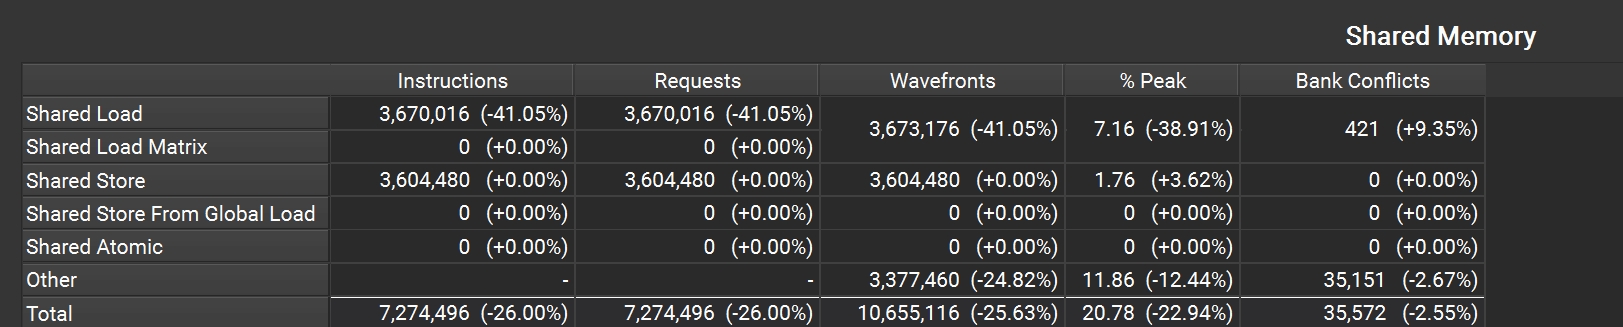 Shared Memory
Instructions Requests Wavefronts % Peak Bank Conflicts
Shared Load 3,670,016 (-41.05%) 3,670,016 (-41.05%) 3,673,176 (-41.05%) 7.16 (-38.91%) 421 (+9.35%)
Shared Load Matrix 0 (+0.00%) 0 (+0.00%)
Shared Store 3,604,480 (+0.00%) 3,604,480 (+0.00%) 3,604,480 (+0.00%) 1.76 (+3.62%) 0 (+0.00%)
Shared Store From Global Load 0 (+0.00%) 0 (+0.00%) 0 (+0.00%) 0 (+0.00%) 0 (+0.00%)
Shared Atomic 0 (+0.00%) 0 (+0.00%) 0 (+0.00%) 0 (+0.00%) 0 (+0.00%)
Other - - 3,377,460 (-24.82%) 11.86 (-12.44%) 35,151 (-2.67%)
Total 7,274,496 (-26.00%) 7,274,496 (-26.00%) 10,655,116 (-25.63%) 20.78 (-22.94%) 35,572 (-2.55%)